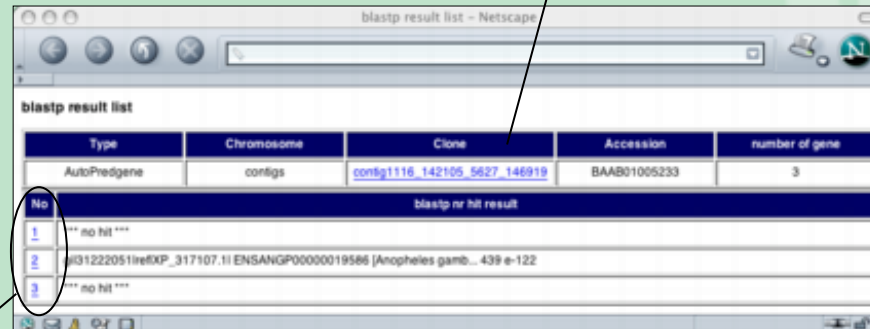 blastp result list - Netscape
N
blastp result list
Type Chromosome Clone Accession number of gene
AutoPredgene contigs contig1116_142105_5627_146919 BAAB01005233 3
No blastp nr hit result
1 *** no hit ***
2 gi|31222051|ref|XP_317107.1| ENSANGP00000019586 [Anopheles gamb... 439 e-122
3 *** no hit ***